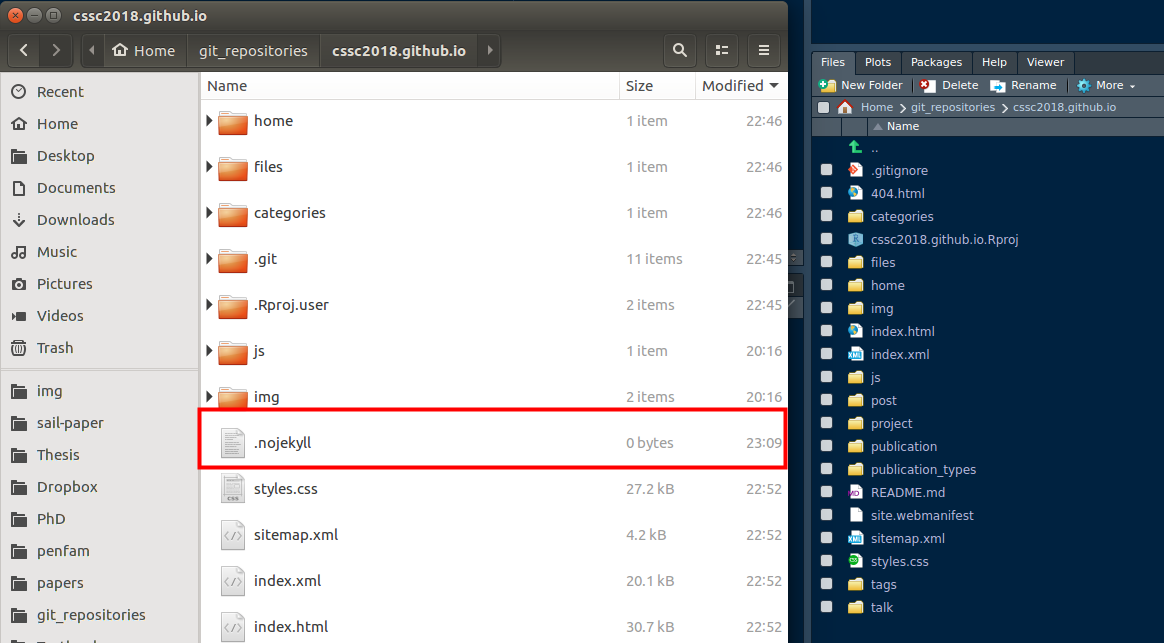 cssc2018.github.io
Home git_repositories cssc2018.github.io
Name Size Modified
Recent
Home
Desktop
Documents
Downloads
Music
Pictures
Videos
Trash
img
sail-paper
Thesis
Dropbox
PhD
penfam
papers
git_repositories
home 1 item 22:46
files 1 item 22:46
categories 1 item 22:46
.git 11 items 22:45
.Rproj.user 2 items 22:45
js 1 item 20:16
img 2 items 20:16
.nojekyll 0 bytes 23:09
styles.css 27.2 kB 22:52
sitemap.xml 4.2 kB 22:52
index.xml 20.1 kB 22:52
index.html 30.7 kB 22:52
Files Plots Packages Help Viewer
New Folder Delete Rename More
Home git_repositories cssc2018.github.io
Name
..
.gitignore
404.html
categories
cssc2018.github.io.Rproj
files
home
img
index.html
index.xml
js
post
project
publication
publication_types
README.md
site.webmanifest
sitemap.xml
styles.css
tags
talk